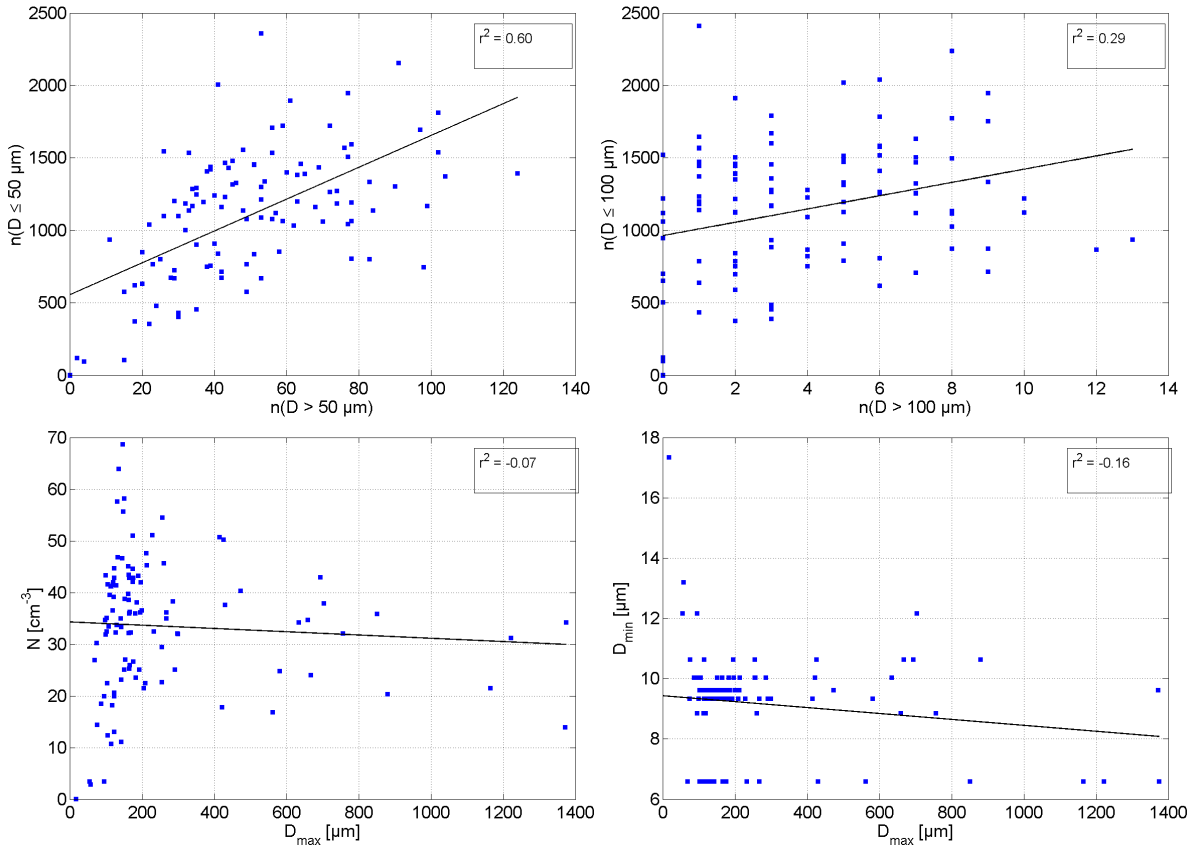 2500
2000
1500
1000
500
0
n(D ≤ 50 µm)
r² = 0.60
0 20 40 60 80 100 120 140
n(D > 50 µm)
2500
2000
1500
1000
500
0
n(D ≤ 100 µm)
r² = 0.29
0 2 4 6 8 10 12 14
n(D > 100 µm)
70
60
50
40
30
20
10
0
N [cm⁻³]
r² = -0.07
0 200 400 600 800 1000 1200 1400
D_max [µm]
18
16
14
12
10
8
6
D_min [µm]
r² = -0.16
0 200 400 600 800 1000 1200 1400
D_max [µm]